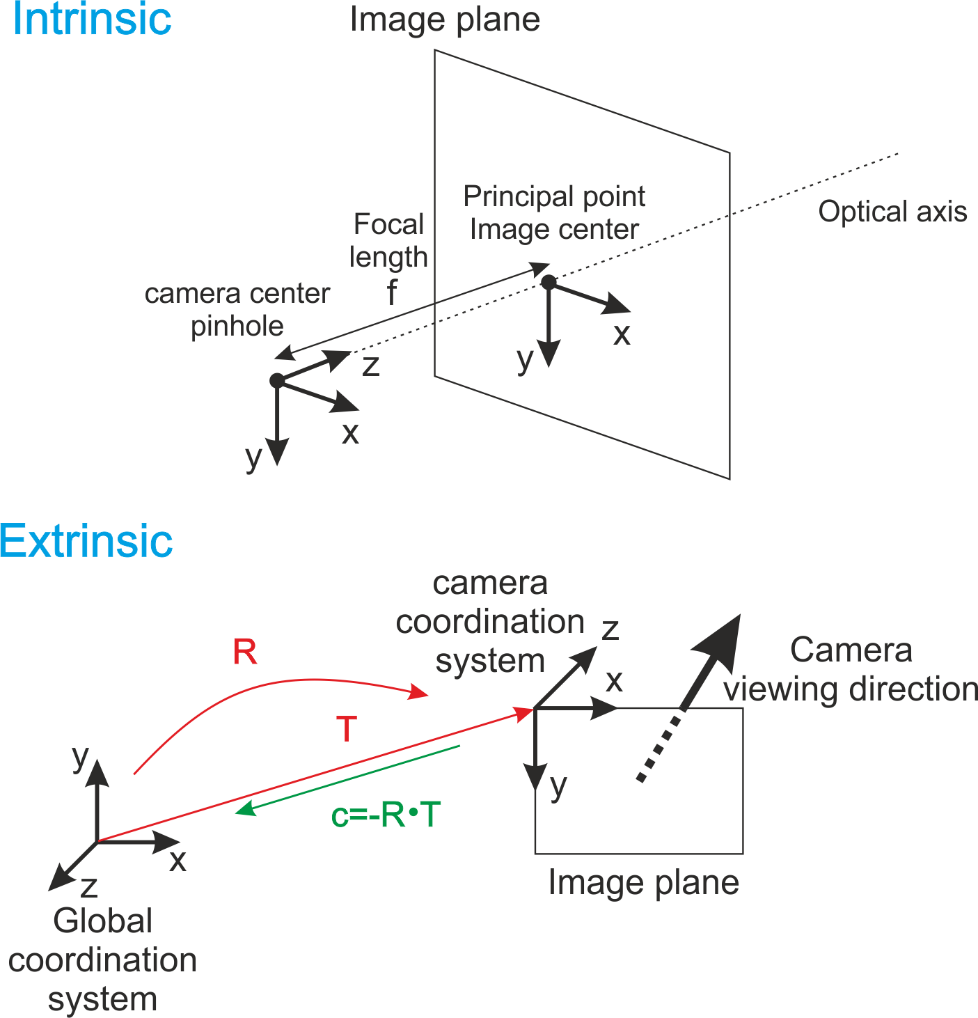 Intrinsic
Image plane
Principal point
Image center
Optical axis
Focal
length
f
camera center
pinhole
z
x
y
x
y
Extrinsic
camera
coordination
system
z
x
y
Camera
viewing direction
R
T
c=-R•T
y
x
z
Global
coordination
system
Image plane